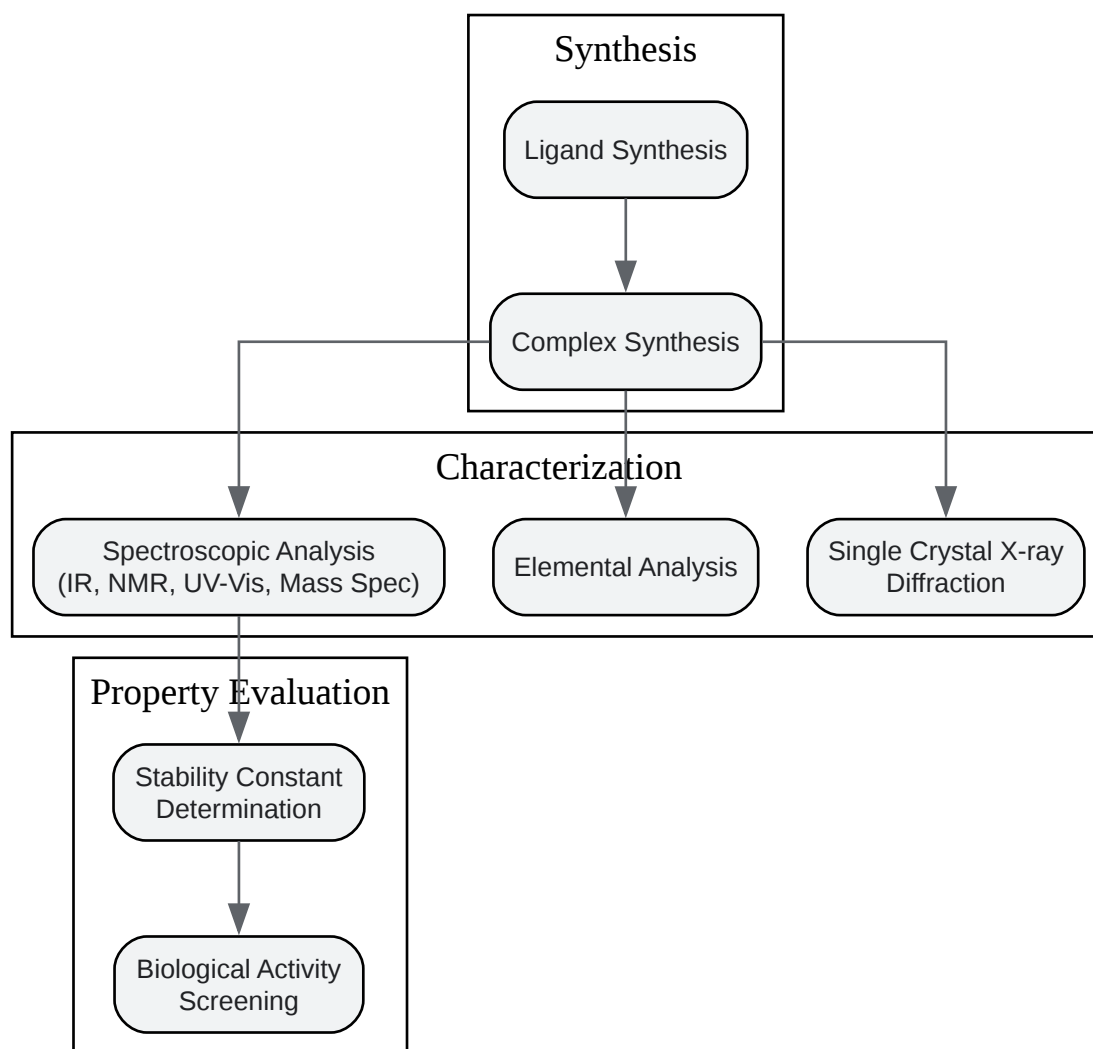 Synthesis
Ligand Synthesis
Complex Synthesis
Characterization
Spectroscopic Analysis
(IR, NMR, UV-Vis, Mass Spec)
Elemental Analysis
Single Crystal X-ray
Diffraction
Property Evaluation
Stability Constant
Determination
Biological Activity
Screening